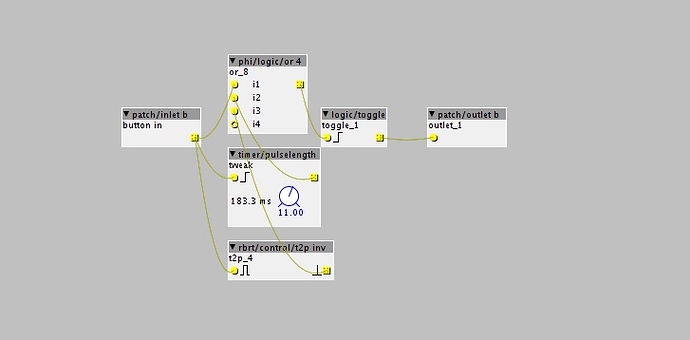 phi/logic/or 4
or_8
i1
i2
i3
i4
patch/inlet b
button in
logic/toggle
toggle_1
patch/outlet b
outlet_1
timer/pulselength
tweak
183.3 ms
11.00
rbrt/control/t2p inv
t2p_4